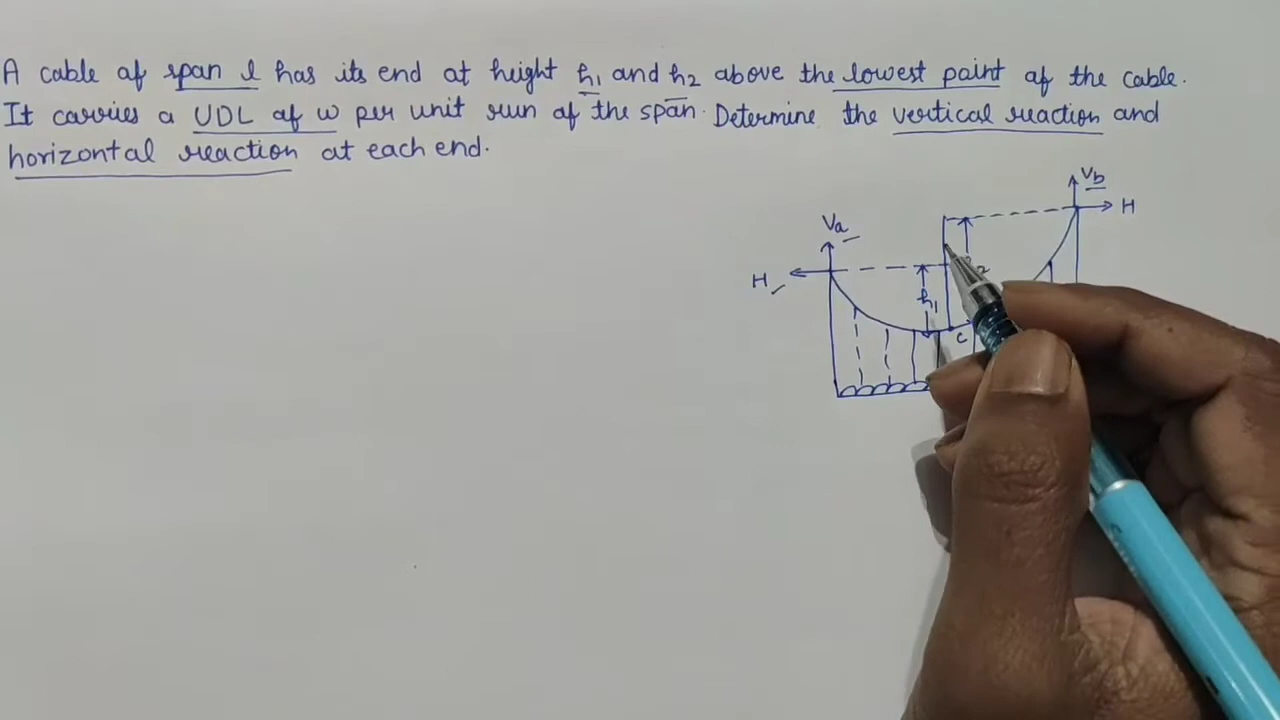 A cable of span l has its end at height h1 and h2 above the lowest point of the cable.
It carries a UDL of w per unit run of the span. Determine the vertical reaction and
horizontal reaction at each end.
Vb
H
Va
H
h1
C